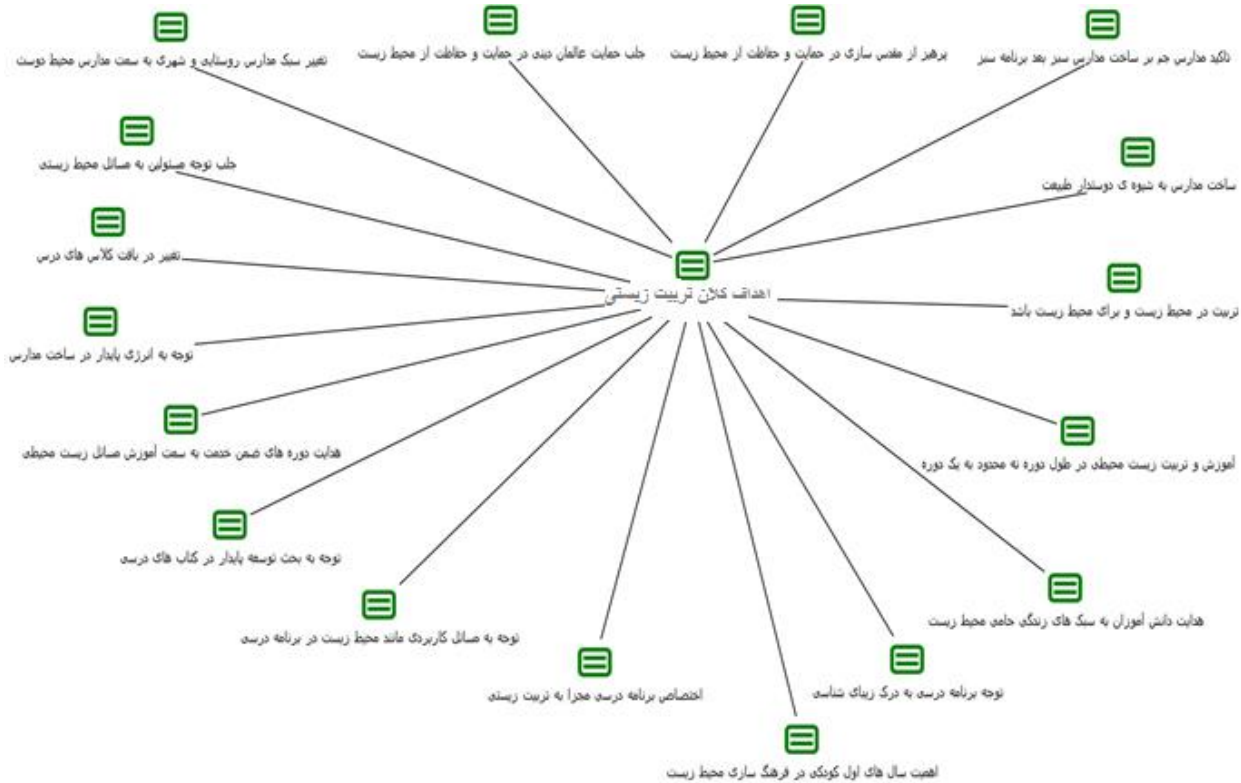 تاکید مدارس جم بر ساخت مدارس سبز بعد برنامه سبز
پرهیز از مقدس سازی در حمایت و حفاظت از محیط زیست
جلب حمایت عالمان دینی در حمایت و حفاظت از محیط زیست
تغییر سبک مدارس روستایی و شهری به سمت مدارس محیط دوست
ساخت مدارس به شیوه ی دوستدار طبیعت
جلب توجه مسئولین به مسائل محیط زیستی
تغییر در بافت کلاس های درس
اهداف کلان تربیت زیستی
تربیت در محیط زیست و برای محیط زیست باشد
توجه به انرژی پایدار در ساخت مدارس
آموزش و تربیت زیست محیطی در طول دوره نه محدود به یک دوره
هدایت دوره های ضمن خدمت به سمت آموزش مسائل زیست محیطی
توجه به بحث توسعه پایدار در کتاب های درسی
هدایت دانش آموزان به سبک های زندگی حامی محیط زیست
توجه به مسائل کاربردی مانند محیط زیست در برنامه درسی
توجه برنامه درسی به درک زیبای شناسی
اختصاص برنامه درسی مجزا به تربیت زیستی
اهمیت سال های اول کودکی در فرهنگ سازی محیط زیست